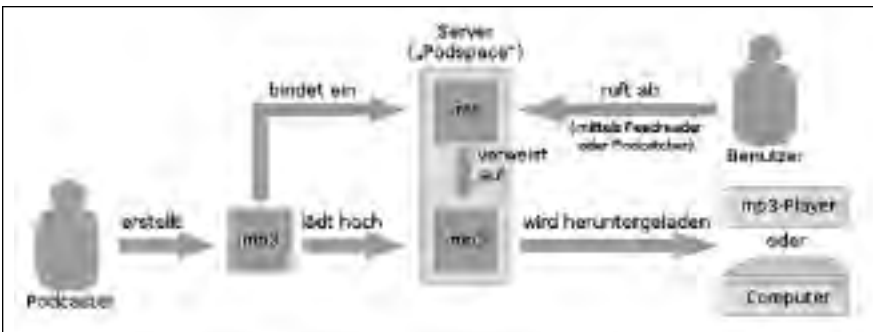 Server
(„Podspace“)
bindet ein
.rss
ruft ab
(mittels Feedreader
oder Podcatcher)
Benutzer
verweist
auf
Podcaster
erstellt
mp3
lädt hoch
mp3
wird heruntergeladen
mp3-Player
oder
Computer